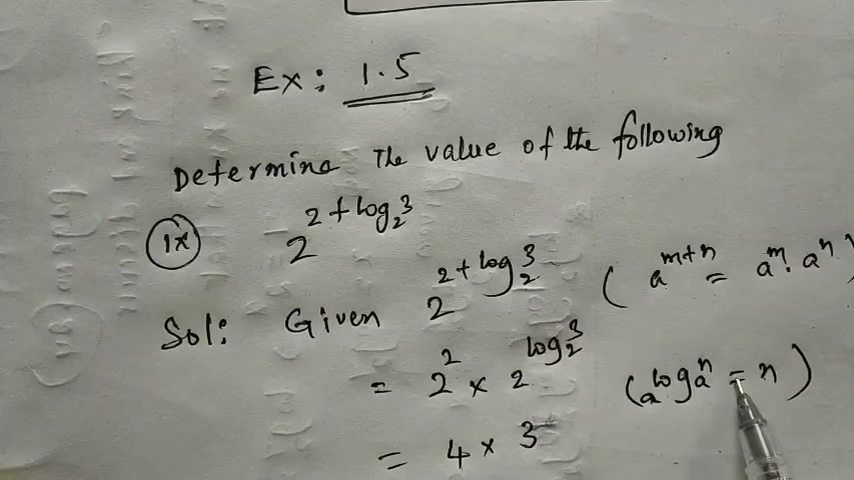 Ex: 1.5
Determine The value of the following
(ix) 2^{2+log_2^3}
Sol: Given 2^{2+log_2^3} (a^{m+n} = a^m. a^n)
= 2^2 × 2^{log_2^3} (a^{log_a^n} = n)
= 4 × 3